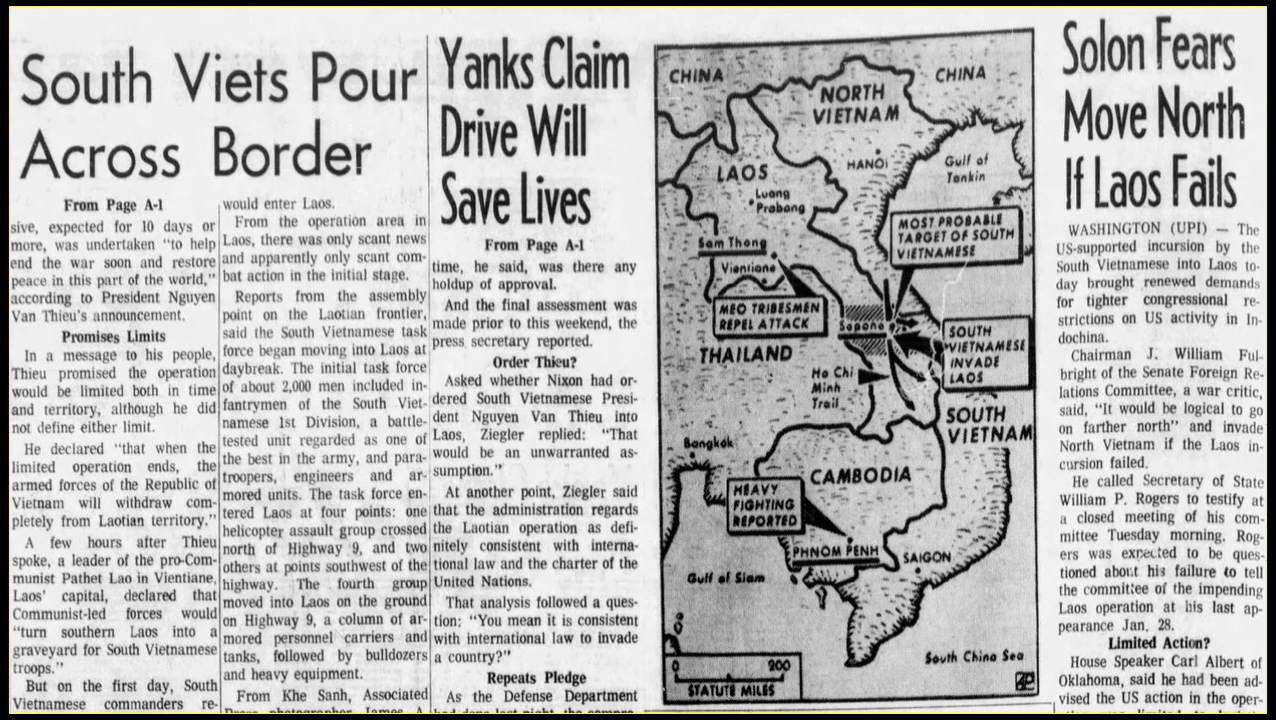 South Viets Pour
Across Border
From Page A-1
sive, expected for 10 days or
more, was undertaken "to help
end the war soon and restore
peace in this part of the world,"
according to President Nguyen
Van Thieu's announcement.
Promises Limits
In a message to his people,
Thieu promised the operation
would be limited both in time
and territory, although he did
not define either limit.
He declared "that when the
limited operation ends, the
armed forces of the Republic of
Vietnam will withdraw com-
pletely from Laotian territory."
A few hours after Thieu
spoke, a leader of the pro-Com-
munist Pathet Lao in Vientiane,
Laos' capital, declared that
Communist-led forces would
"turn southern Laos into a
graveyard for South Vietnamese
troops."
But on the first day, South
ietnamese commanders re-
would enter Laos.
From the operation area in
Laos, there was only scant news
and apparently only scant com-
bat action in the initial stage.
Reports from the assembly
point on the Laotian frontier,
said the South Vietnamese task
force began moving into Laos at
daybreak. The initial task force
of about 2,000 men included in-
fantrymen of the South Viet-
namese 1st Division, a battle-
tested unit regarded as one of
the best in the army, and para-
troopers, engineers and ar-
mored units. The task force en-
tered Laos at four points: one
helicopter assault group crossed
north of Highway 9, and two
others at points southwest of the
highway. The fourth group
moved into Laos on the ground
on Highway 9, a column of ar-
mored personnel carriers and
tanks, followed by bulldozers
and heavy equipment.
From Khe Sanh, Associated
Press photographer James A.
Yanks Claim
Drive Will
Save Lives
From Page A-1
time, he said, was there any
holdup of approval.
And the final assessment was
made prior to this weekend, the
press secretary reported.
Order Thieu?
Asked whether Nixon had or-
dered South Vietnamese Presi-
dent Nguyen Van Thieu into
Laos, Ziegler replied: "That
would be an unwarranted as-
sumption."
At another point, Ziegler said
that the administration regards
the Laotian operation as defi-
nitely consistent with interna-
tional law and the charter of the
United Nations.
That analysis followed a ques-
tion: "You mean it is consistent
with international law to invade
a country?"
Repeats Pledge
As the Defense Department
had done last night, the
CHINA
CHINA
NORTH
VIETNAM
HANOI
Gulf of
Tonkin
LAOS
Luang
Prabang
MOST PROBABLE
TARGET OF SOUTH
VIETNAMESE
Sam Thong
Vientiane
MEO TRIBESMEN
REPEL ATTACK
Sepone
SOUTH
VIETNAMESE
INVADE
LAOS
THAILAND
Ho Chi
Minh
Trail
SOUTH
VIETNAM
Bangkok
CAMBODIA
HEAVY
FIGHTING
REPORTED
PHNOM PENH
SAIGON
Gulf of Siam
South China Sea
0 200
STATUTE MILES
AP
Solon Fears
Move North
If Laos Fails
WASHINGTON (UPI) — The
US-supported incursion by the
South Vietnamese into Laos to-
day brought renewed demands
for tighter congressional re-
strictions on US activity in In-
dochina.
Chairman J. William Ful-
bright of the Senate Foreign Re-
lations Committee, a war critic,
said, "It would be logical to go
on farther north" and invade
North Vietnam if the Laos in-
cursion failed.
He called Secretary of State
William P. Rogers to testify at
a closed meeting of his com-
mittee Tuesday morning. Rog-
ers was expected to be ques-
tioned about his failure to tell
the committee of the impending
Laos operation at his last ap-
pearance Jan. 28.
Limited Action?
House Speaker Carl Albert of
Oklahoma, said he had been ad-
vised the US action in the oper-